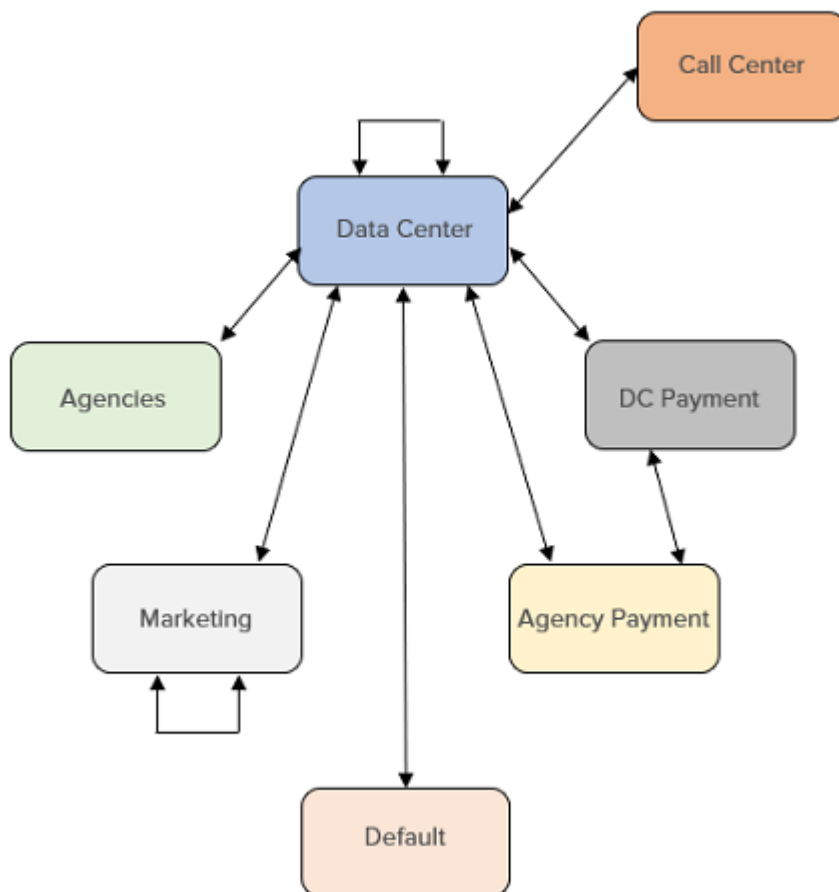 Call Center
Data Center
Agencies
DC Payment
Marketing
Agency Payment
Default